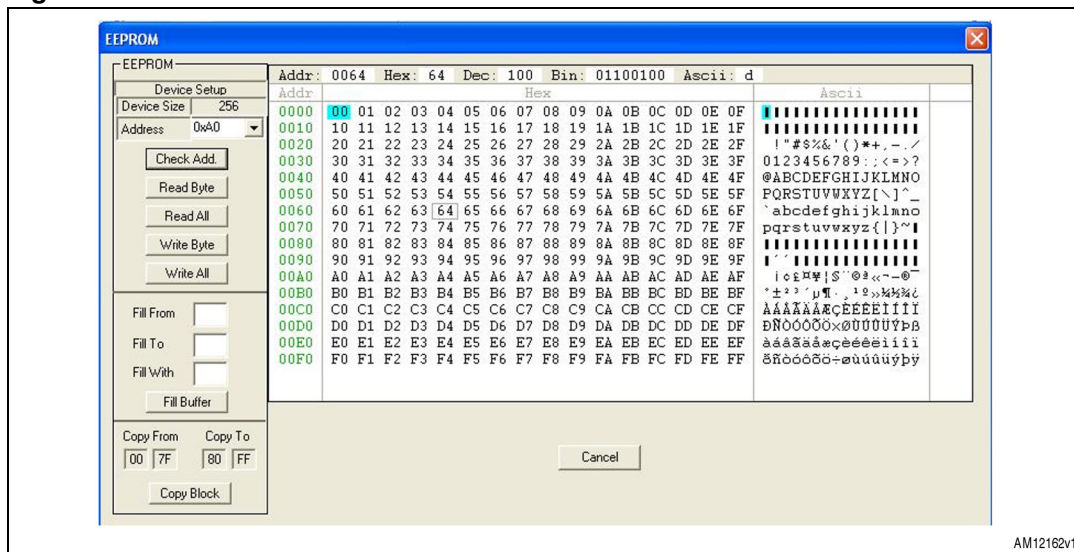 EEPROM
EEPROM
Device Setup
Device Size 256
Address 0xA0
Check Add.
Read Byte
Read All
Write Byte
Write All
Fill From
Fill To
Fill With
Fill Buffer
Copy From Copy To
00 7F 80 FF
Copy Block
Addr: 0064 Hex: 64 Dec: 100 Bin: 01100100 Ascii: d
Addr Hex Ascii
0000 00 01 02 03 04 05 06 07 08 09 0A 0B 0C 0D 0E 0F
0010 10 11 12 13 14 15 16 17 18 19 1A 1B 1C 1D 1E 1F
0020 20 21 22 23 24 25 26 27 28 29 2A 2B 2C 2D 2E 2F !"#$%&'()*+,-./
0030 30 31 32 33 34 35 36 37 38 39 3A 3B 3C 3D 3E 3F 0123456789:;<=>?
0040 40 41 42 43 44 45 46 47 48 49 4A 4B 4C 4D 4E 4F @ABCDEFGHIJKLMNO
0050 50 51 52 53 54 55 56 57 58 59 5A 5B 5C 5D 5E 5F PQRSTUVWXYZ[\]^_
0060 60 61 62 63 64 65 66 67 68 69 6A 6B 6C 6D 6E 6F `abcdefghijklmno
0070 70 71 72 73 74 75 76 77 78 79 7A 7B 7C 7D 7E 7F pqrstuvwxyz{|}~
0080 80 81 82 83 84 85 86 87 88 89 8A 8B 8C 8D 8E 8F
0090 90 91 92 93 94 95 96 97 98 99 9A 9B 9C 9D 9E 9F
00A0 A0 A1 A2 A3 A4 A5 A6 A7 A8 A9 AA AB AC AD AE AF
00B0 B0 B1 B2 B3 B4 B5 B6 B7 B8 B9 BA BB BC BD BE BF
00C0 C0 C1 C2 C3 C4 C5 C6 C7 C8 C9 CA CB CC CD CE CF ÀÁÂÃÄÅÆÇÈÉÊËÌÍÎÏ
00D0 D0 D1 D2 D3 D4 D5 D6 D7 D8 D9 DA DB DC DD DE DF ÐÑÒÓÔÕÖ×ØÙÚÛÜÝÞß
00E0 E0 E1 E2 E3 E4 E5 E6 E7 E8 E9 EA EB EC ED EE EF àáâãäåæçèéêëìíîï
00F0 F0 F1 F2 F3 F4 F5 F6 F7 F8 F9 FA FB FC FD FE FF ðñòóôõö÷øùúûüýþÿ
Cancel
AM12162v1